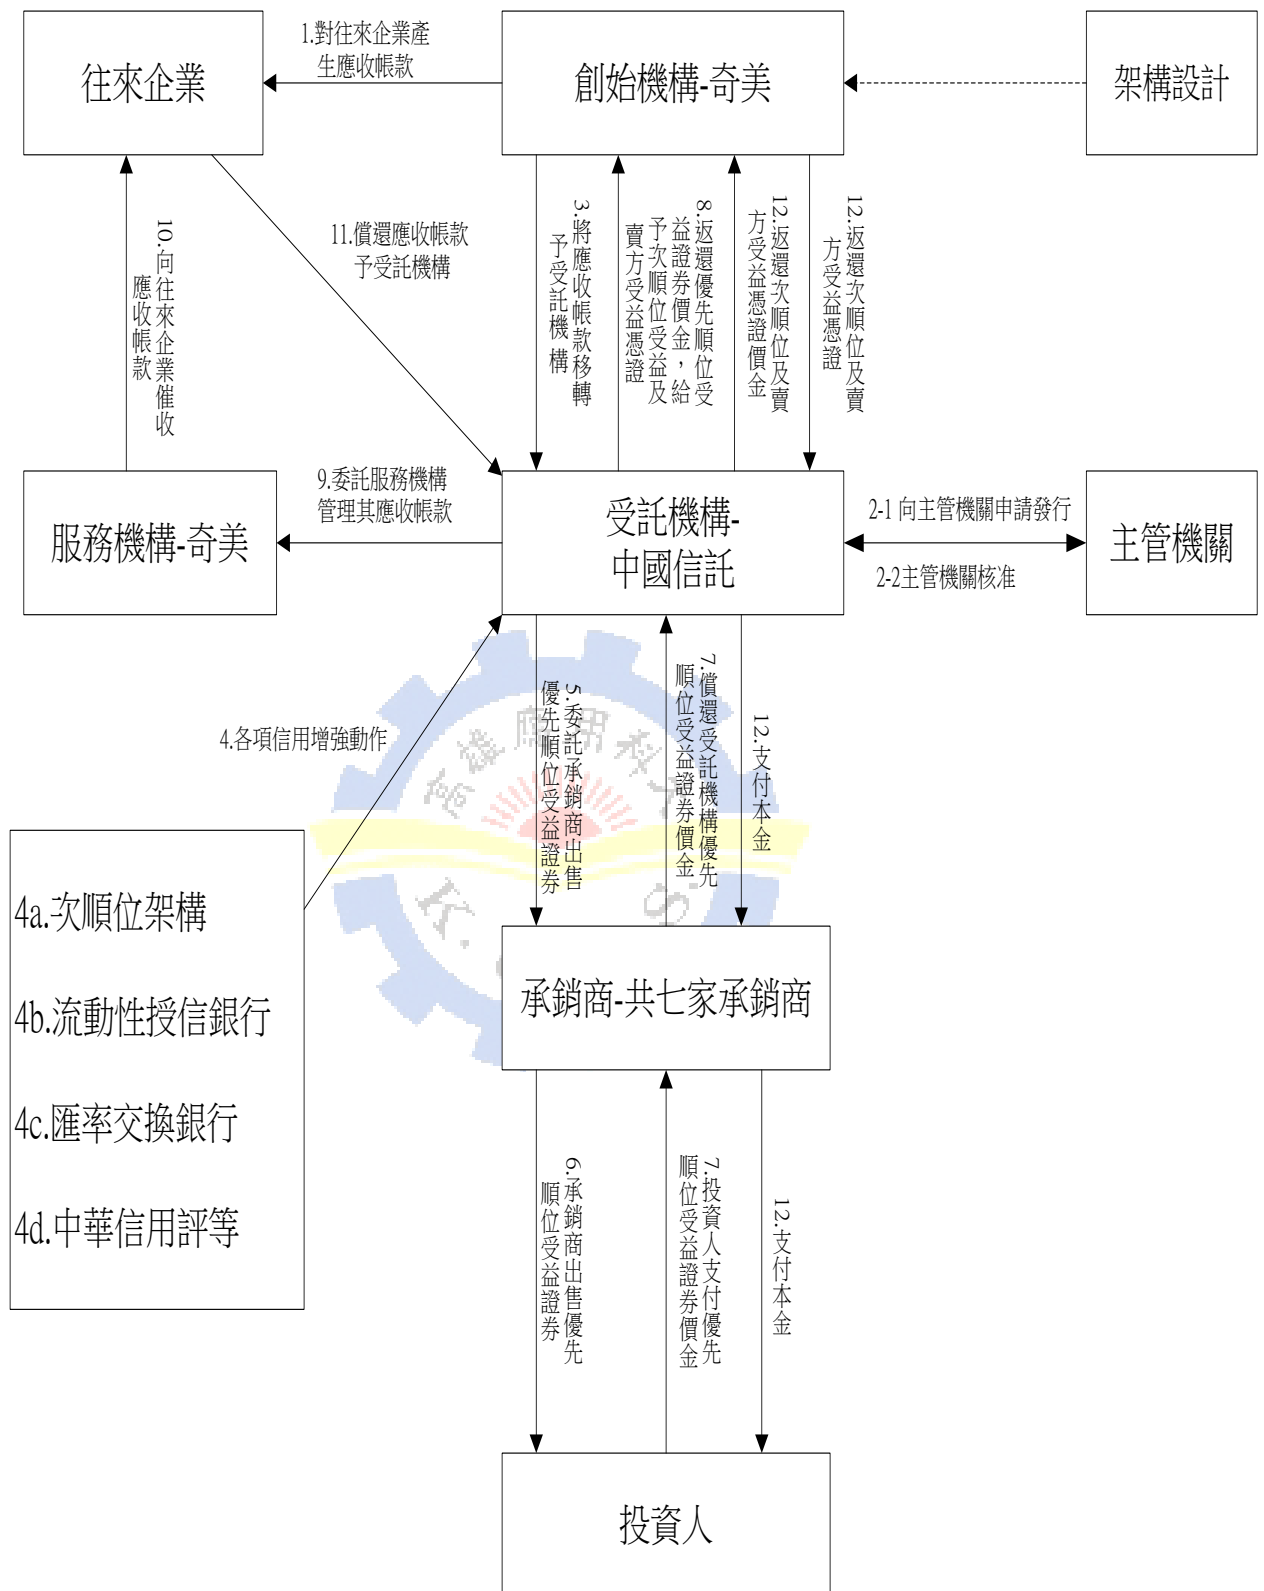 往來企業
1.對往來企業產
生應收帳款
創始機構-奇美
架構設計
10.向往來企業催收
應收帳款
11.償還應收帳款
予受託機構
3.將應收帳款移轉
予受託機構
8.返還優先順位受
益證券價金，給
予次順位受益及
賣方受益憑證
12.返還次順位及賣
方受益憑證價金
12.返還次順位及賣
方受益憑證
服務機構-奇美
9.委託服務機構
管理其應收帳款
受託機構-
中國信託
2-1 向主管機關申請發行
2-2主管機關核准
主管機關
4.各項信用增強動作
5.委託承銷商出售
優先順位受益證券
7.償還受託機構優先
順位受益證券價金
12.支付本金
高雄應用科大
K.
S
4a.次順位架構
4b.流動性授信銀行
4c.匯率交換銀行
4d.中華信用評等
承銷商-共七家承銷商
6.承銷商出售優先
順位受益證券
7.投資人支付優先
順位受益證券價金
12.支付本金
投資人